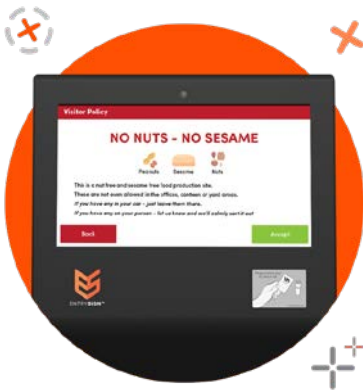 Visitor Policy
NO NUTS - NO SESAME
Peanuts Sesame Nuts
This is a nut free and sesame free food production site.
These are not even allowed in the offices, canteen or yard areas.
If you have any in your car - just leave them there.
If you have any on your person - let us know and we'll safely sort it out
Back Accept
ENTRYSIGN™